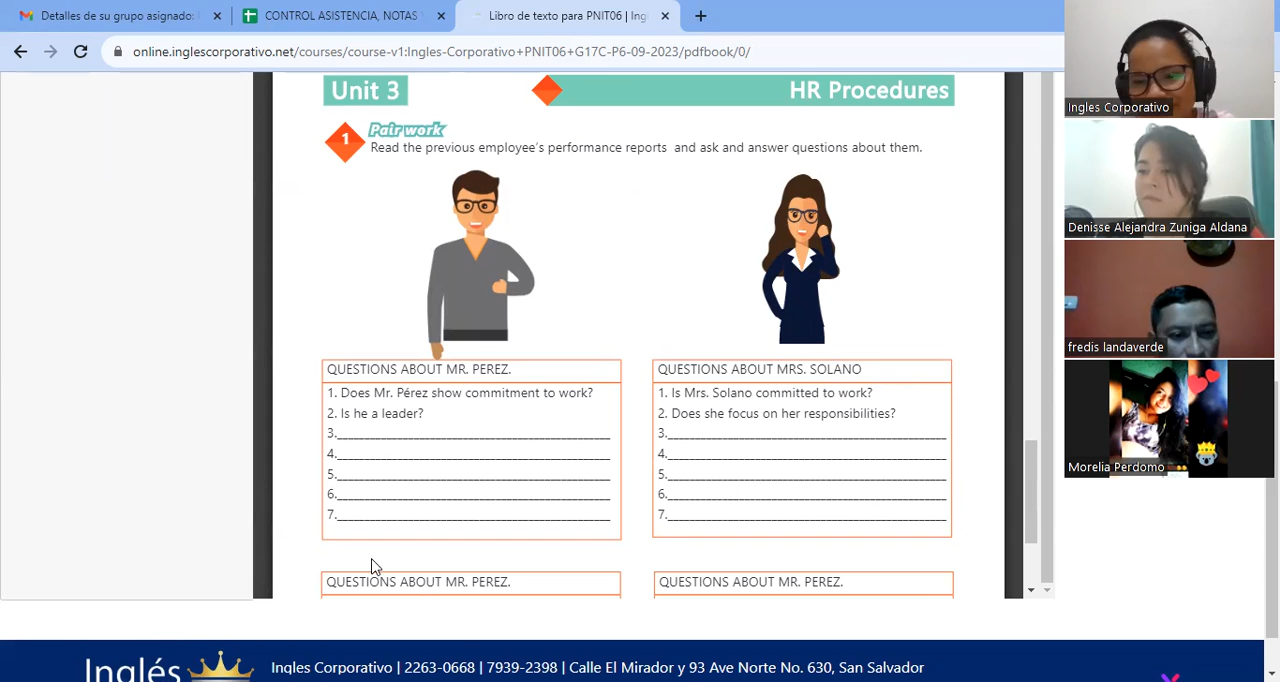 Detalles de su grupo asignado:
CONTROL ASISTENCIA, NOTAS Y
Libro de texto para PNIT06 | Ing
online.inglescorporativo.net/courses/course-v1:Ingles-Corporativo+PNIT06+G17C-P6-09-2023/pdfbook/0/
Unit 3
HR Procedures
1
Pair work
Read the previous employee's performance reports and ask and answer questions about them.
QUESTIONS ABOUT MR. PEREZ.
1. Does Mr. Pérez show commitment to work?
2. Is he a leader?
3.
4.
5.
6.
7.
QUESTIONS ABOUT MRS. SOLANO
1. Is Mrs. Solano committed to work?
2. Does she focus on her responsibilities?
3.
4.
5.
6.
7.
QUESTIONS ABOUT MR. PEREZ.
QUESTIONS ABOUT MR. PEREZ.
Inglés
Ingles Corporativo | 2263-0668 | 7939-2398 | Calle El Mirador y 93 Ave Norte No. 630, San Salvador
Ingles Corporativo
Denisse Alejandra Zuniga Aldana
fredis landaverde
Morelia Perdomo